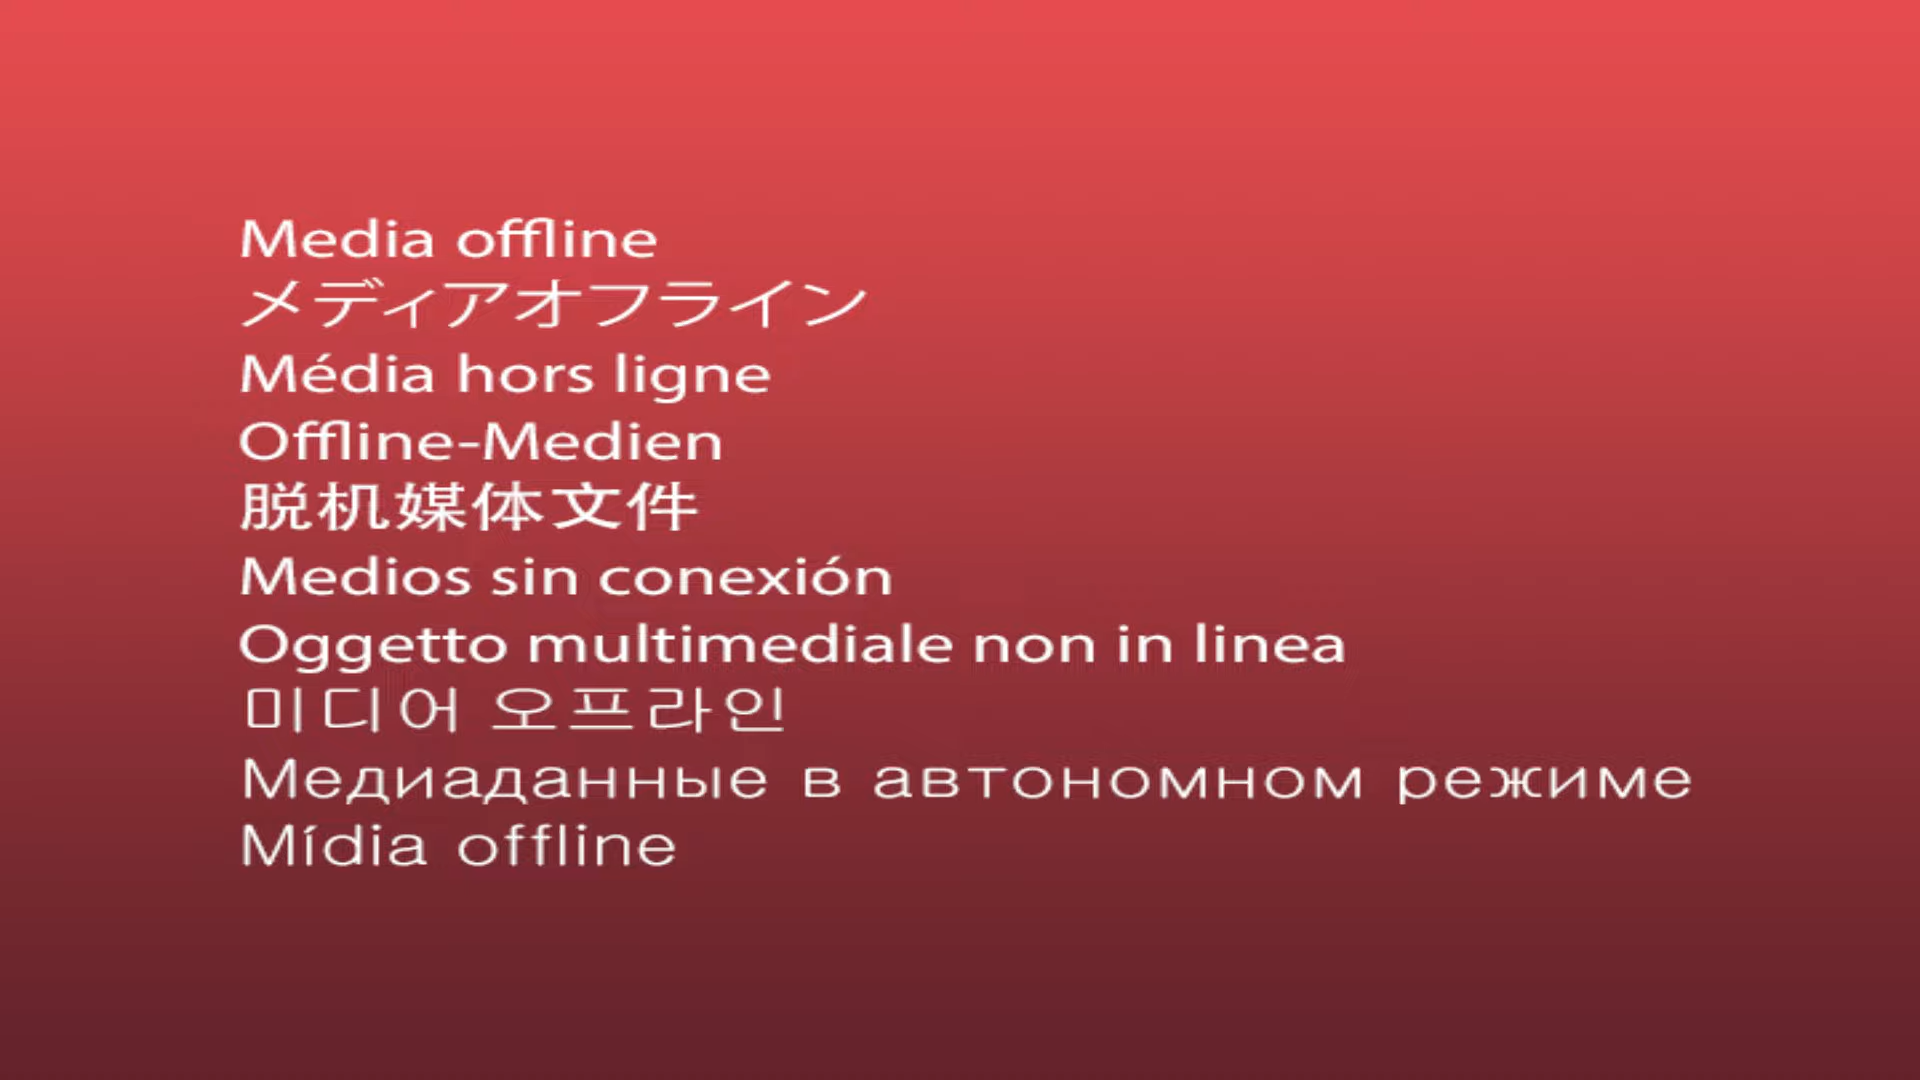 Media offline
メディアオフライン
Média hors ligne
Offline-Medien
脱机媒体文件
Medios sin conexión
Oggetto multimediale non in linea
미디어 오프라인
Медиаданные в автономном режиме
Mídia offline